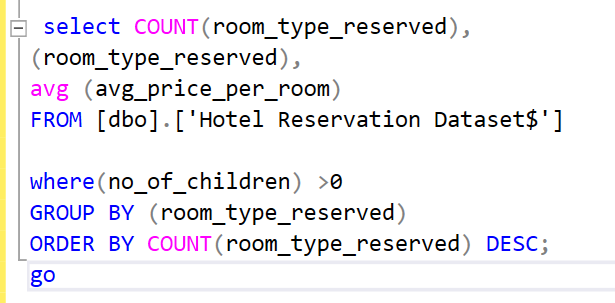 select COUNT(room_type_reserved),
(room_type_reserved),
avg (avg_price_per_room)
FROM [dbo].['Hotel Reservation Dataset$']
where(no_of_children) >0
GROUP BY (room_type_reserved)
ORDER BY COUNT(room_type_reserved) DESC;
go